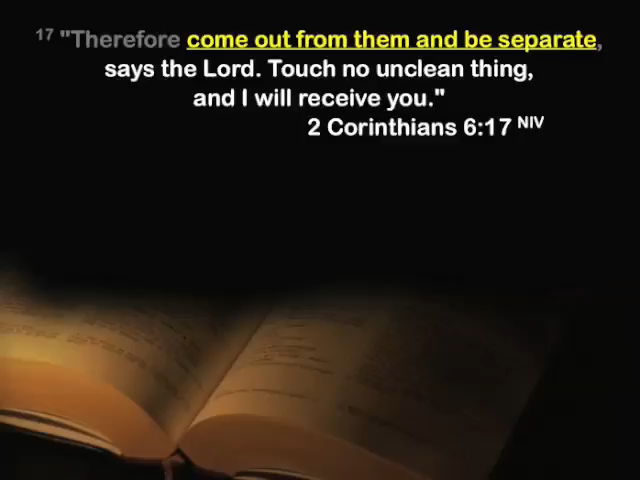 17 "Therefore come out from them and be separate,
says the Lord. Touch no unclean thing,
and I will receive you."
2 Corinthians 6:17 NIV